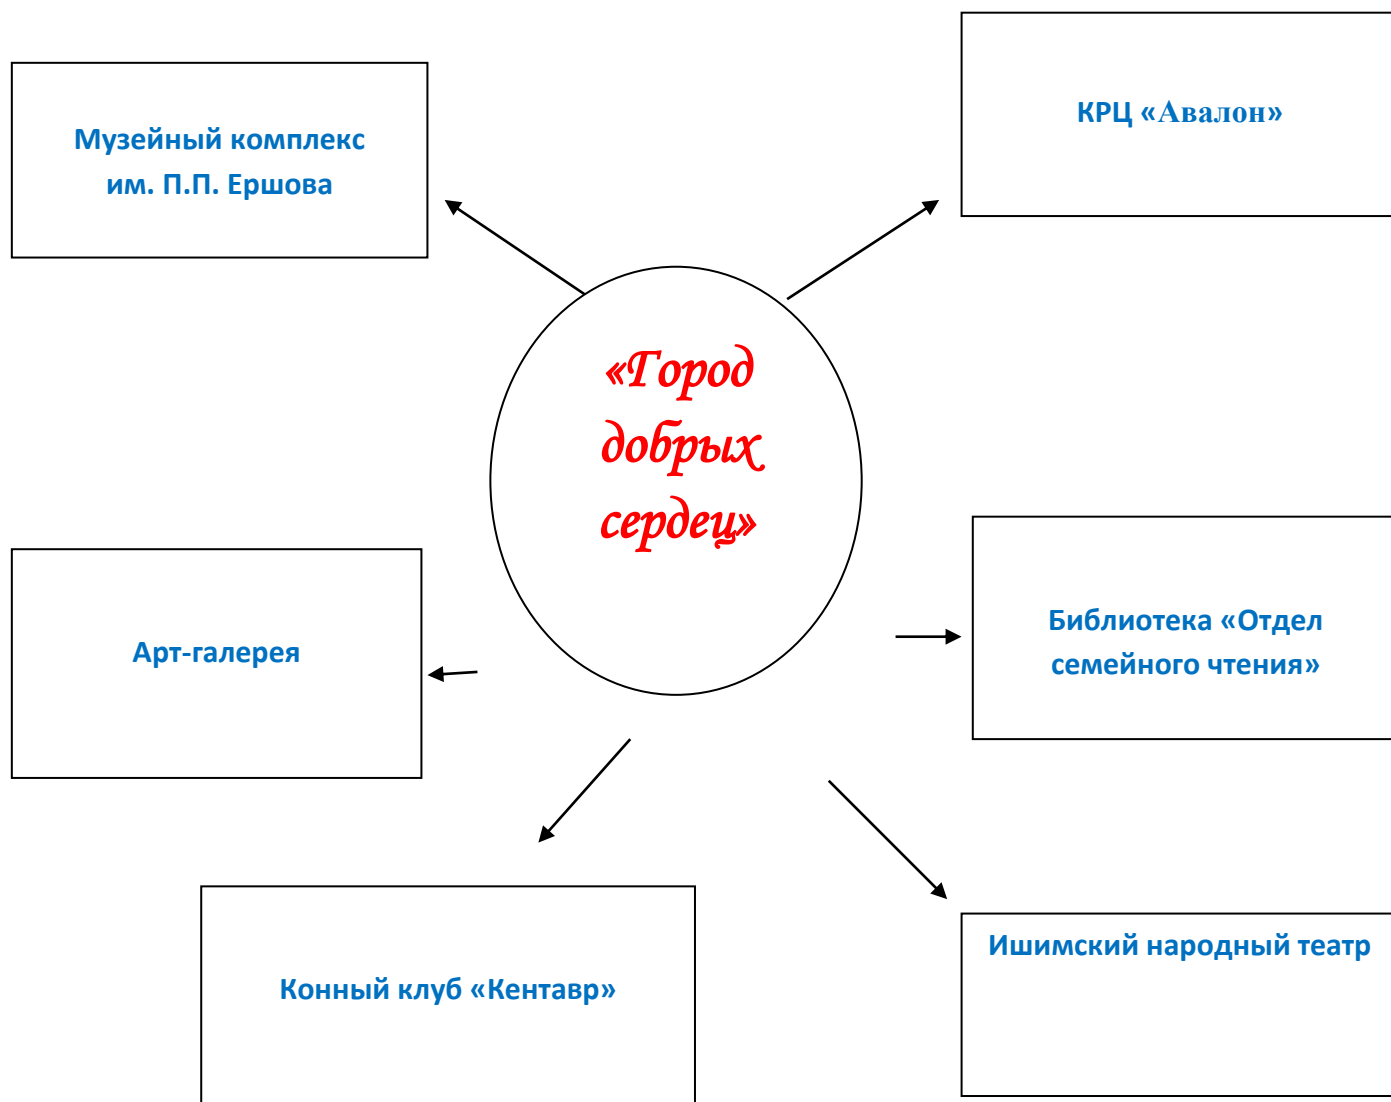 Музейный комплекс
им. П.П. Ершова
КРЦ «Авалон»
«Город
добрых
сердец»
Арт-галерея
Библиотека «Отдел
семейного чтения»
Конный клуб «Кентавр»
Ишимский народный театр